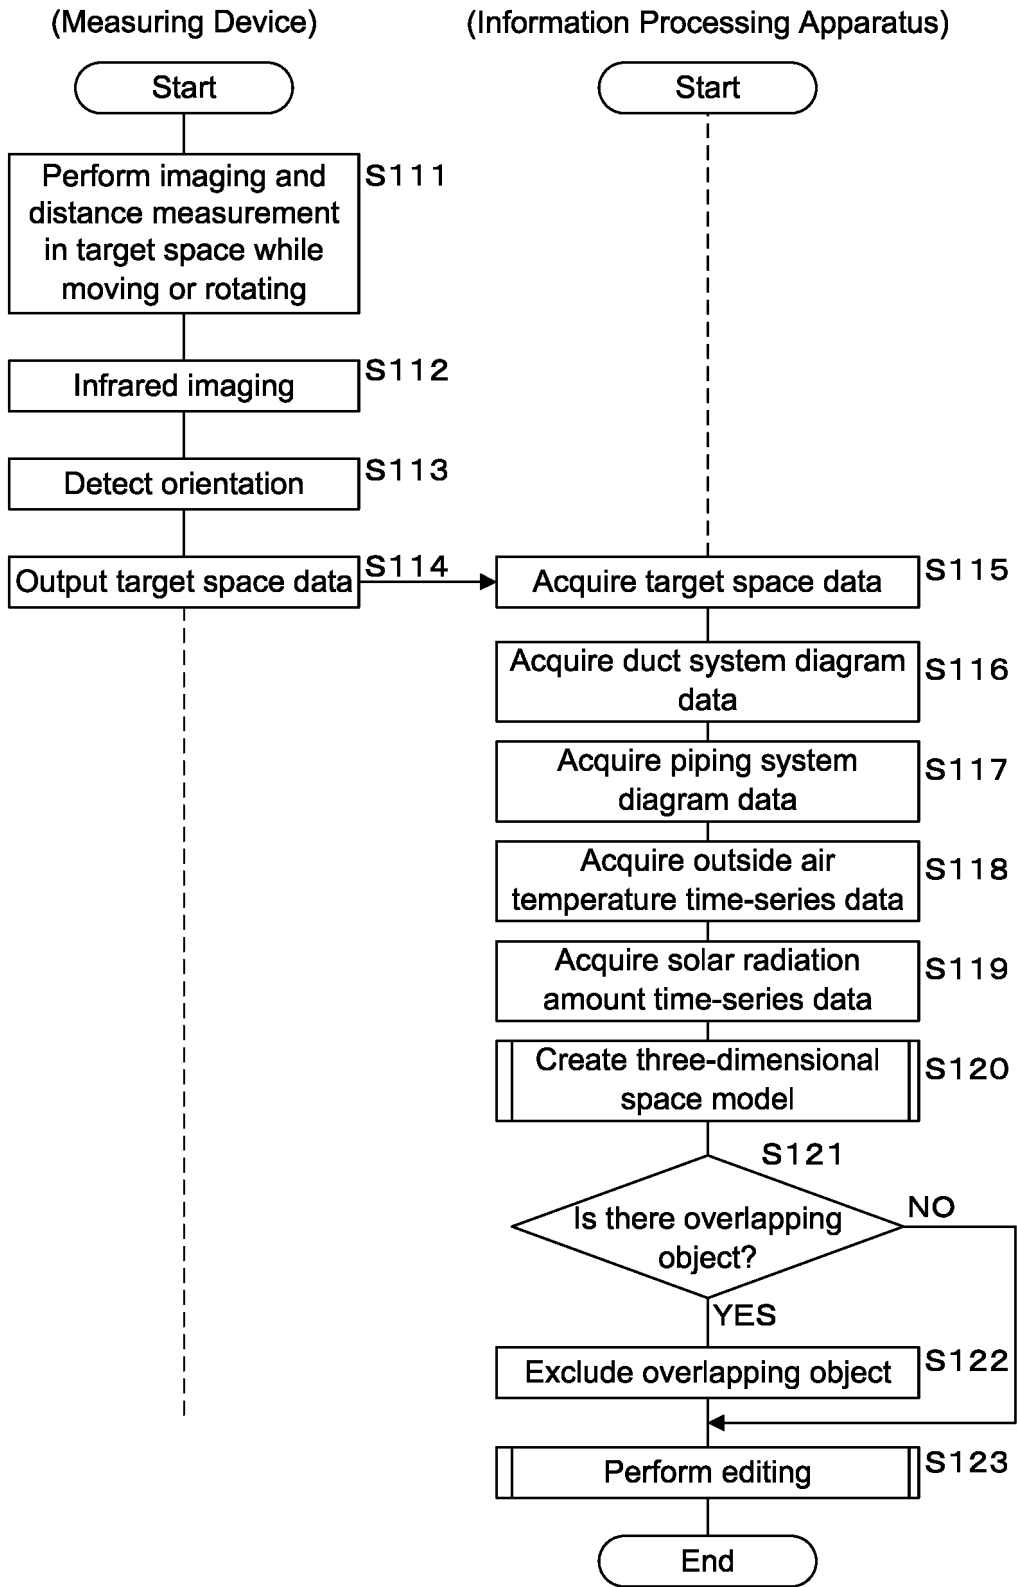 (Measuring Device)
(Information Processing Apparatus)
Start
Start
Perform imaging and
distance measurement
in target space while
moving or rotating
S111
Infrared imaging
S112
Detect orientation
S113
Output target space data
S114
Acquire target space data
S115
Acquire duct system diagram
data
S116
Acquire piping system
diagram data
S117
Acquire outside air
temperature time-series data
S118
Acquire solar radiation
amount time-series data
S119
Create three-dimensional
space model
S120
S121
Is there overlapping
object?
NO
YES
Exclude overlapping object
S122
Perform editing
S123
End